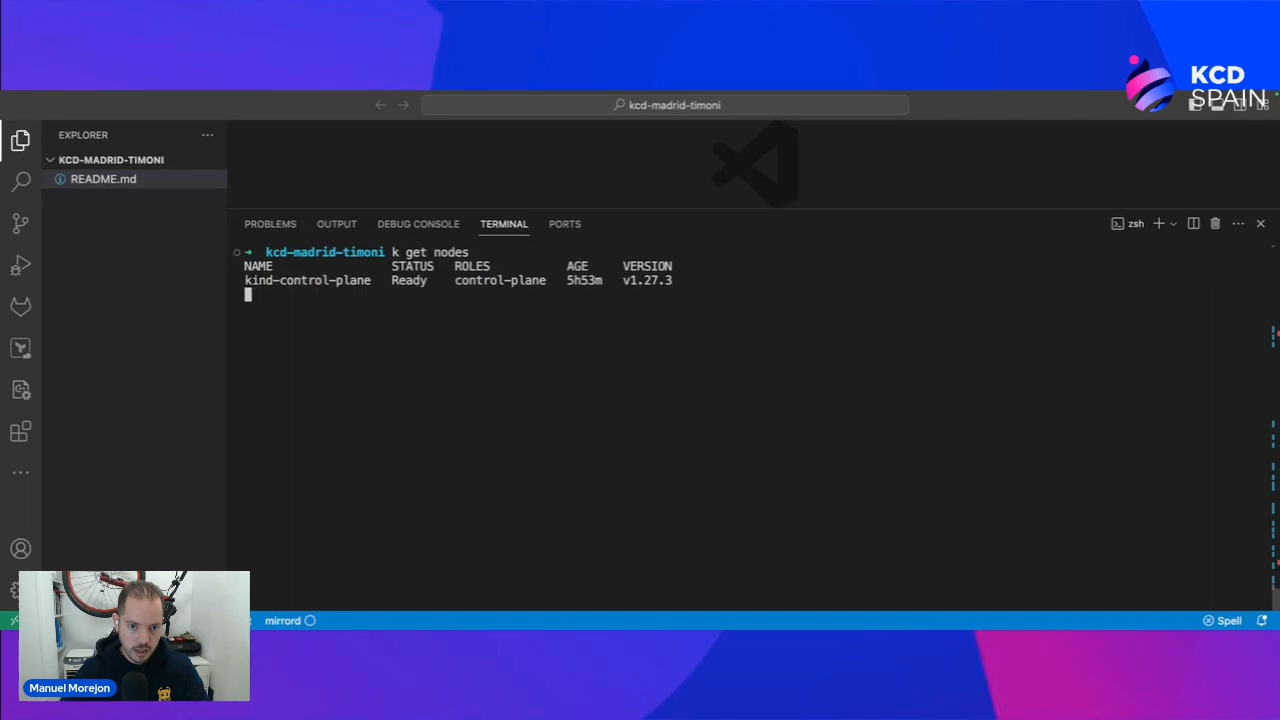 KCD
SPAIN
kcd-madrid-timoni
EXPLORER
KCD-MADRID-TIMONI
README.md
PROBLEMS OUTPUT DEBUG CONSOLE TERMINAL PORTS
zsh
➜ kcd-madrid-timoni k get nodes
NAME STATUS ROLES AGE VERSION
kind-control-plane Ready control-plane 5h53m v1.27.3
mirrord
Spell
Manuel Morejon